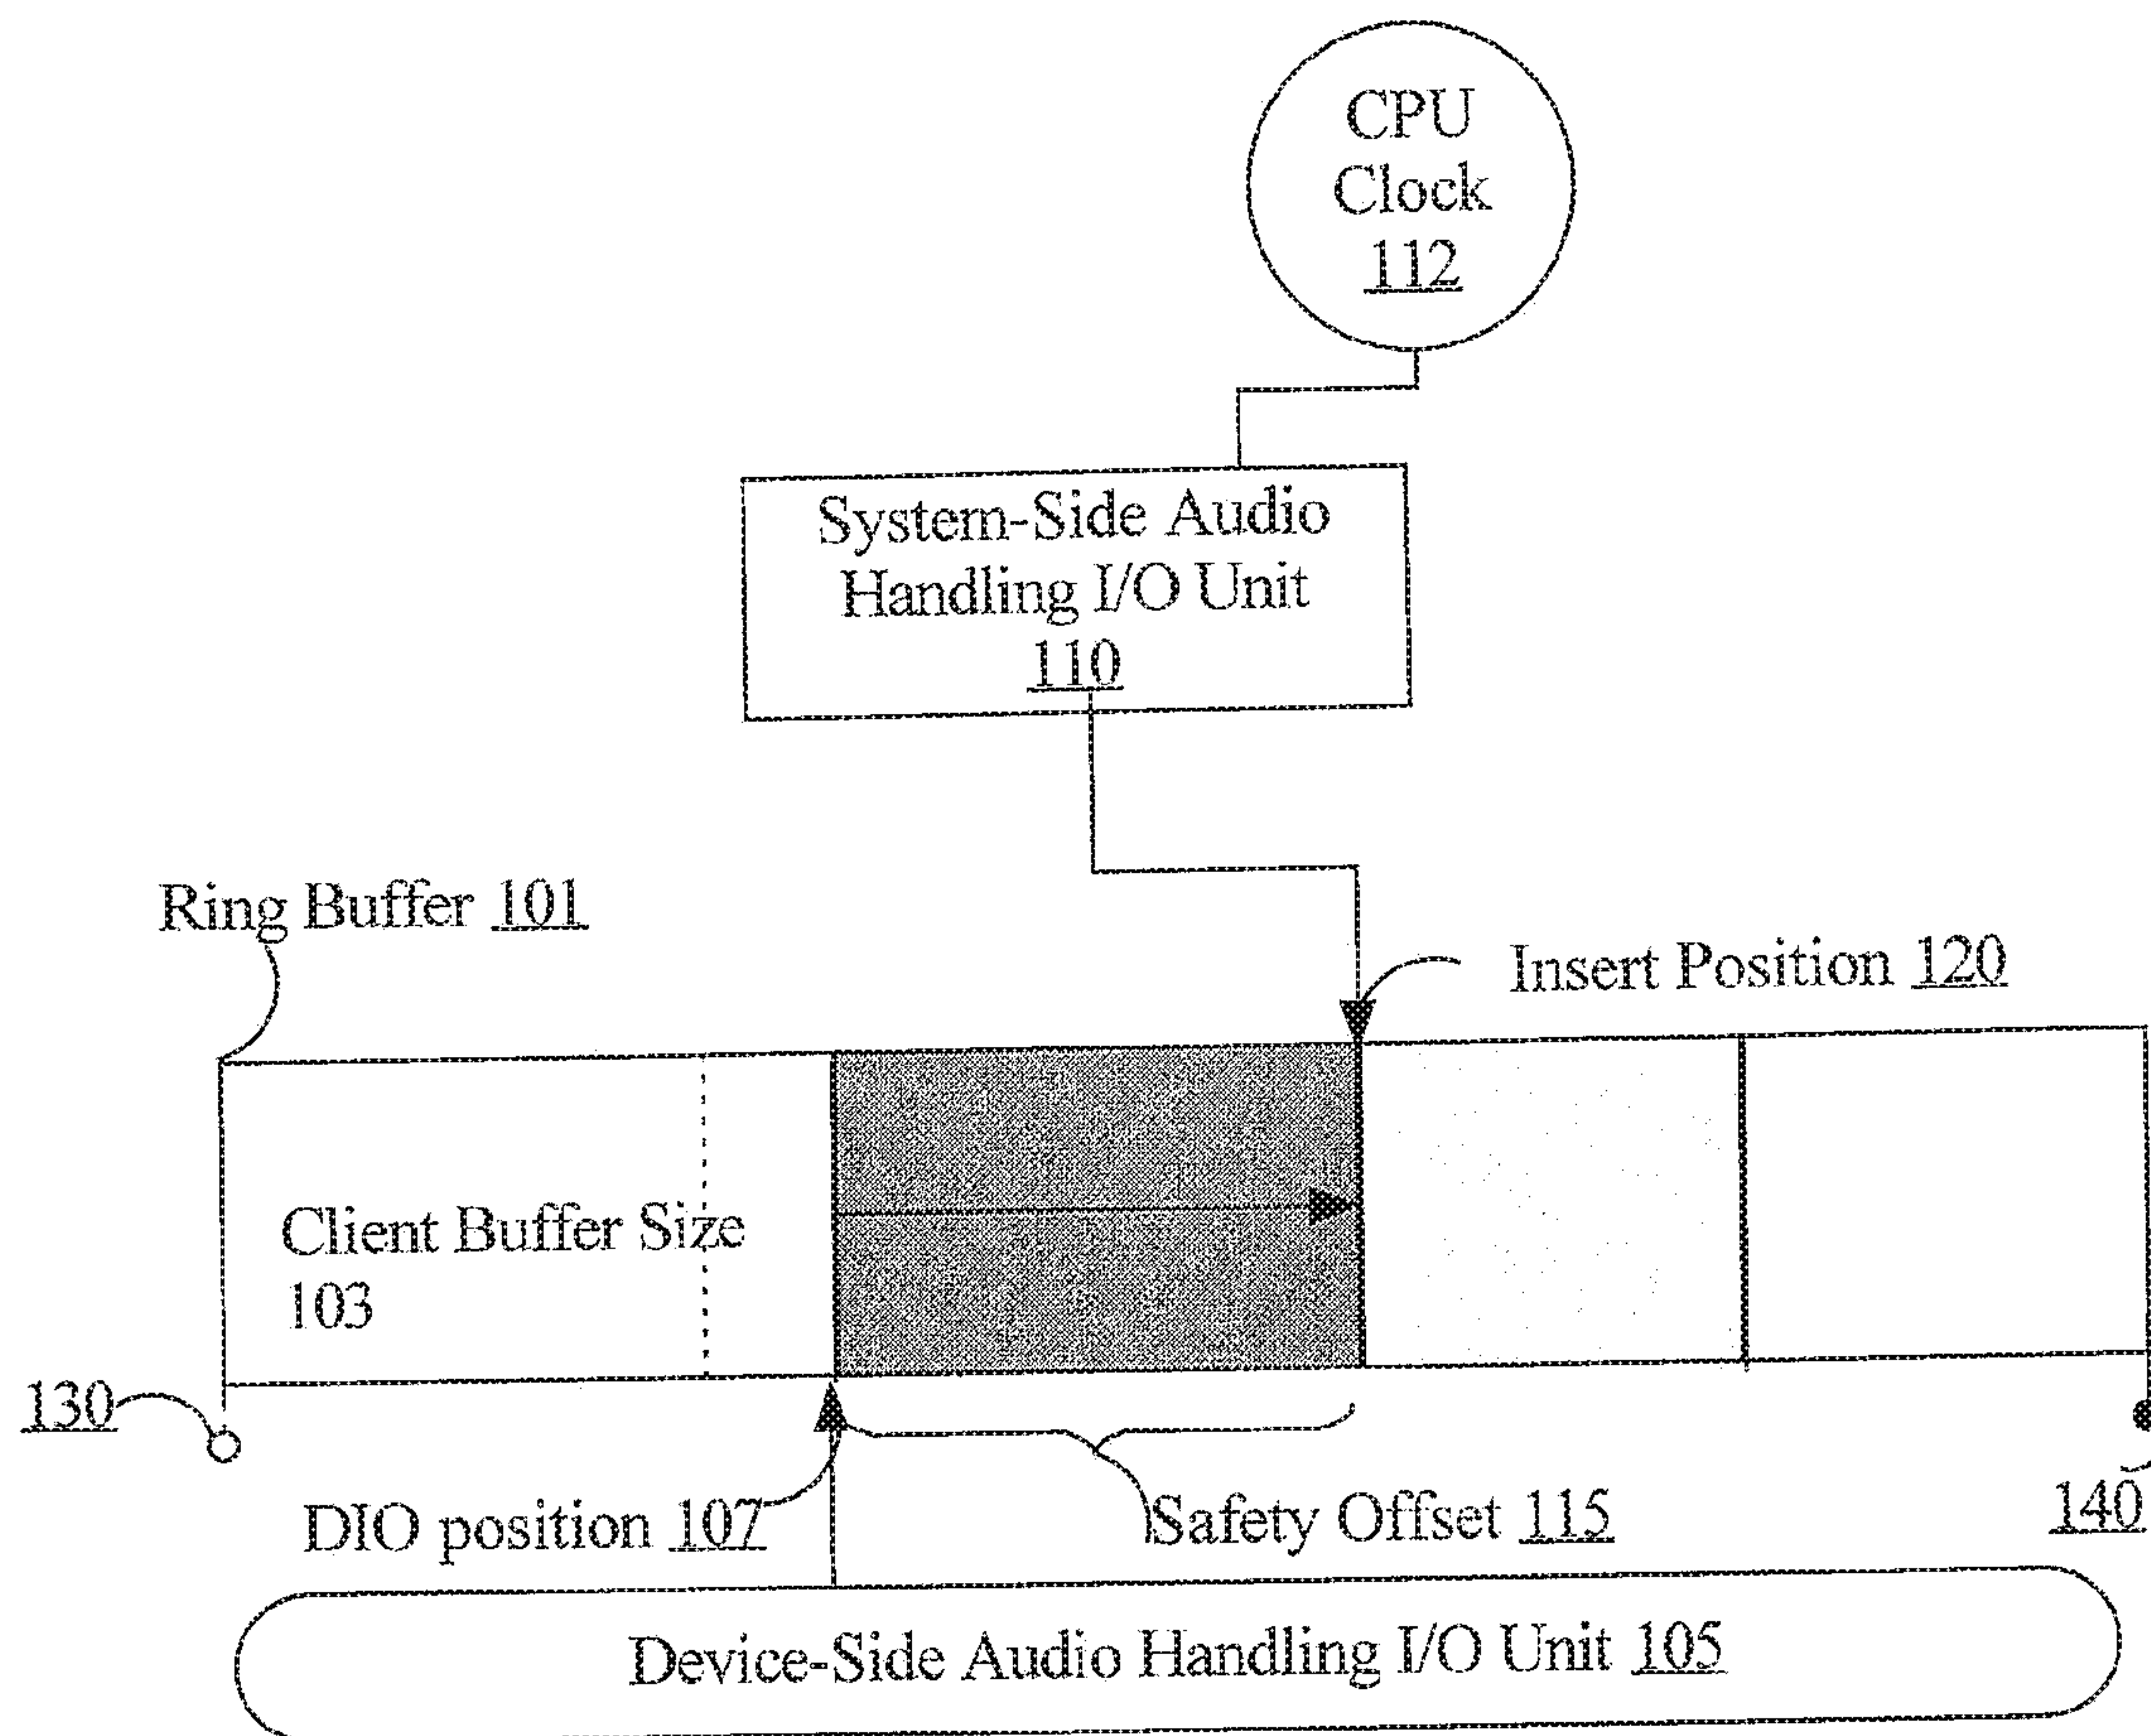 CPU
Clock
112
System-Side Audio
Handling I/O Unit
110
Ring Buffer 101
Insert Position 120
Client Buffer Size
103
130
DIO position 107
Safety Offset 115
140
Device-Side Audio Handling I/O Unit 105